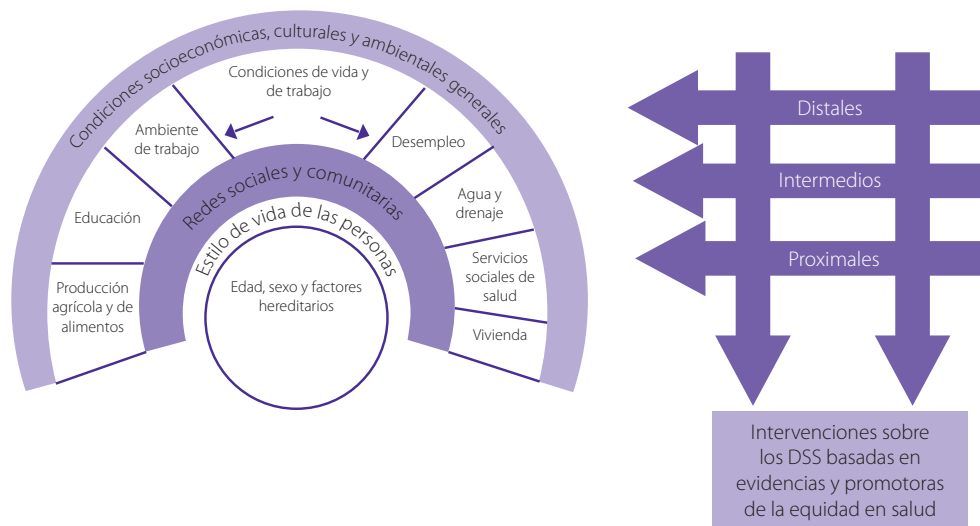 Condiciones socioeconómicas, culturales y ambientales generales
Condiciones de vida y
de trabajo
Ambiente
de trabajo
Desempleo
Educación
Agua y
drenaje
Producción
agrícola y de
alimentos
Servicios
sociales de
salud
Vivienda
Redes sociales y comunitarias
Estilo de vida de las personas
Edad, sexo y factores
hereditarios
Distales
Intermedios
Proximales
Intervenciones sobre
los DSS basadas en
evidencias y promotoras
de la equidad en salud